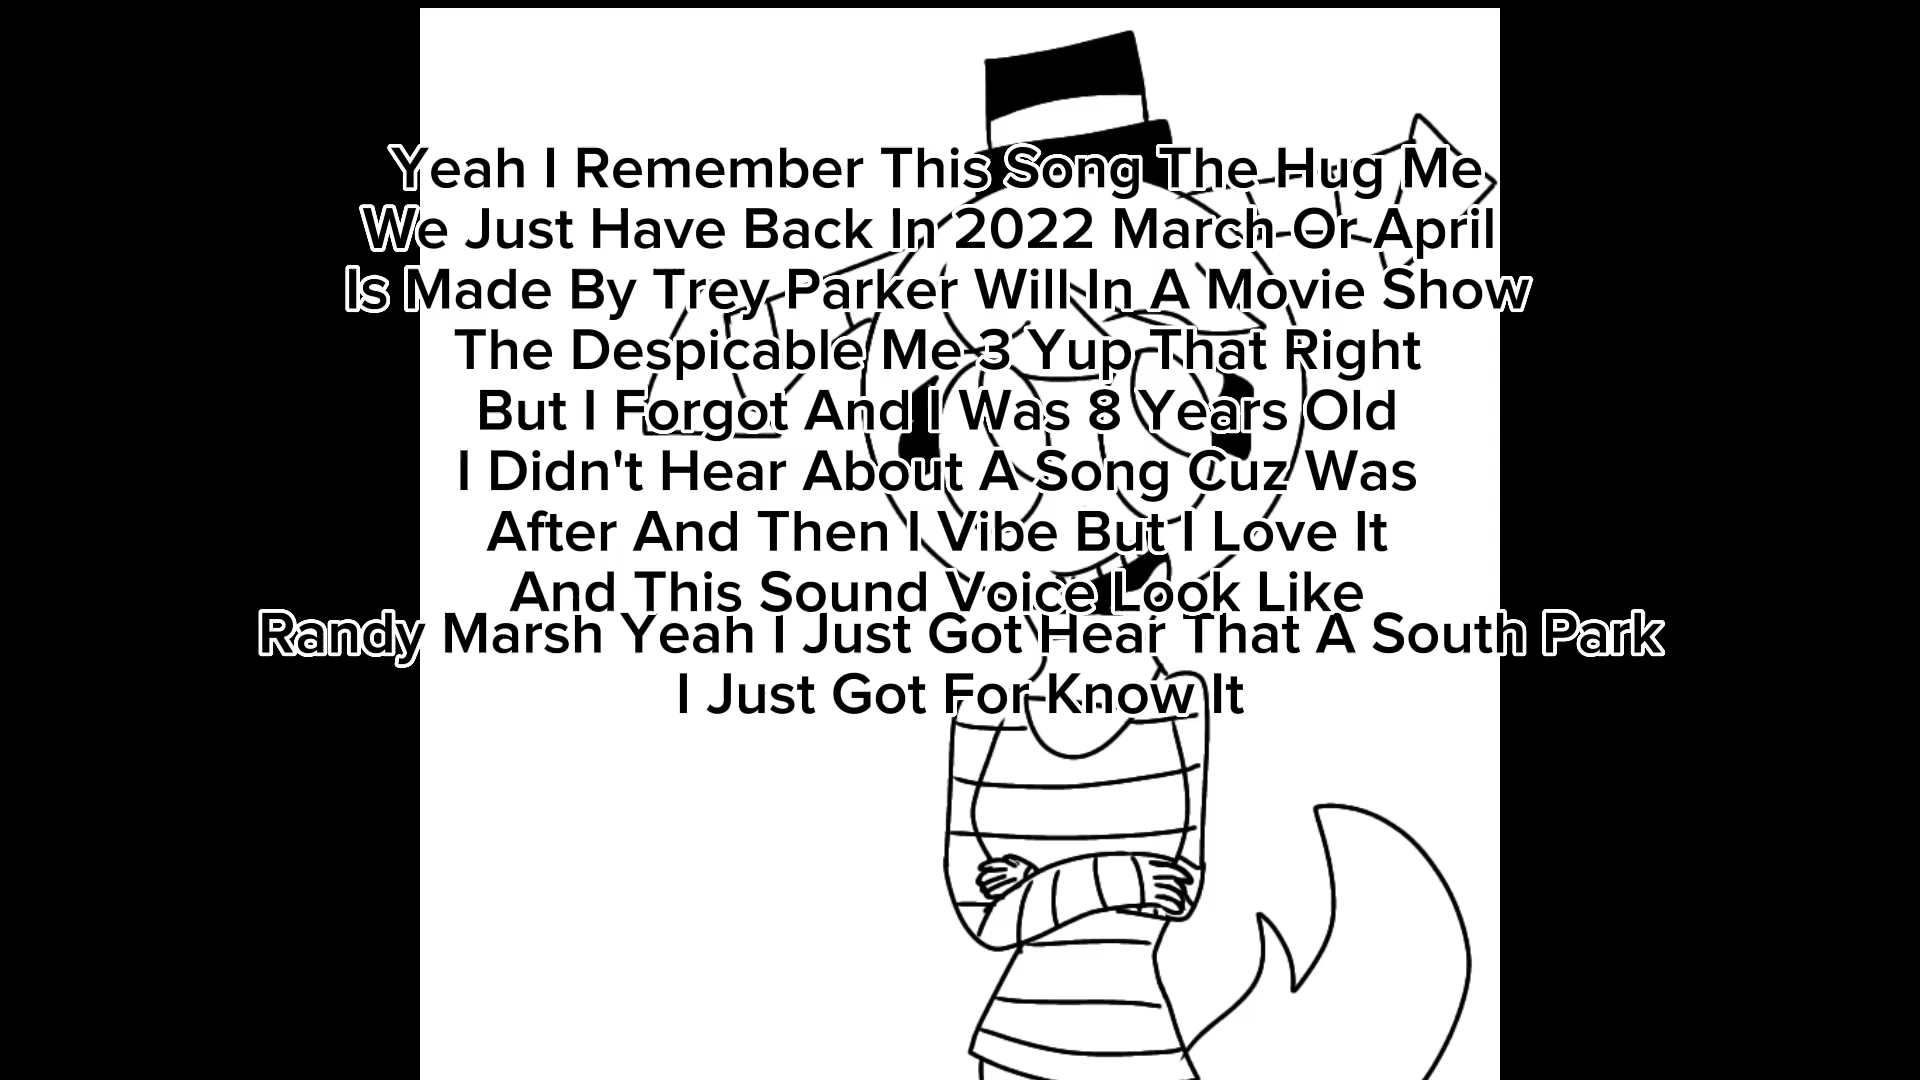 Yeah I Remember This Song The Hug Me
We Just Have Back In 2022 March Or April
Is Made By Trey Parker Will In A Movie Show
The Despicable Me 3 Yup That Right
But I Forgot And I Was 8 Years Old
I Didn't Hear About A Song Cuz Was
After And Then I Vibe But I Love It
And This Sound Voice Look Like
Randy Marsh Yeah I Just Got Hear That A South Park
I Just Got For Know It